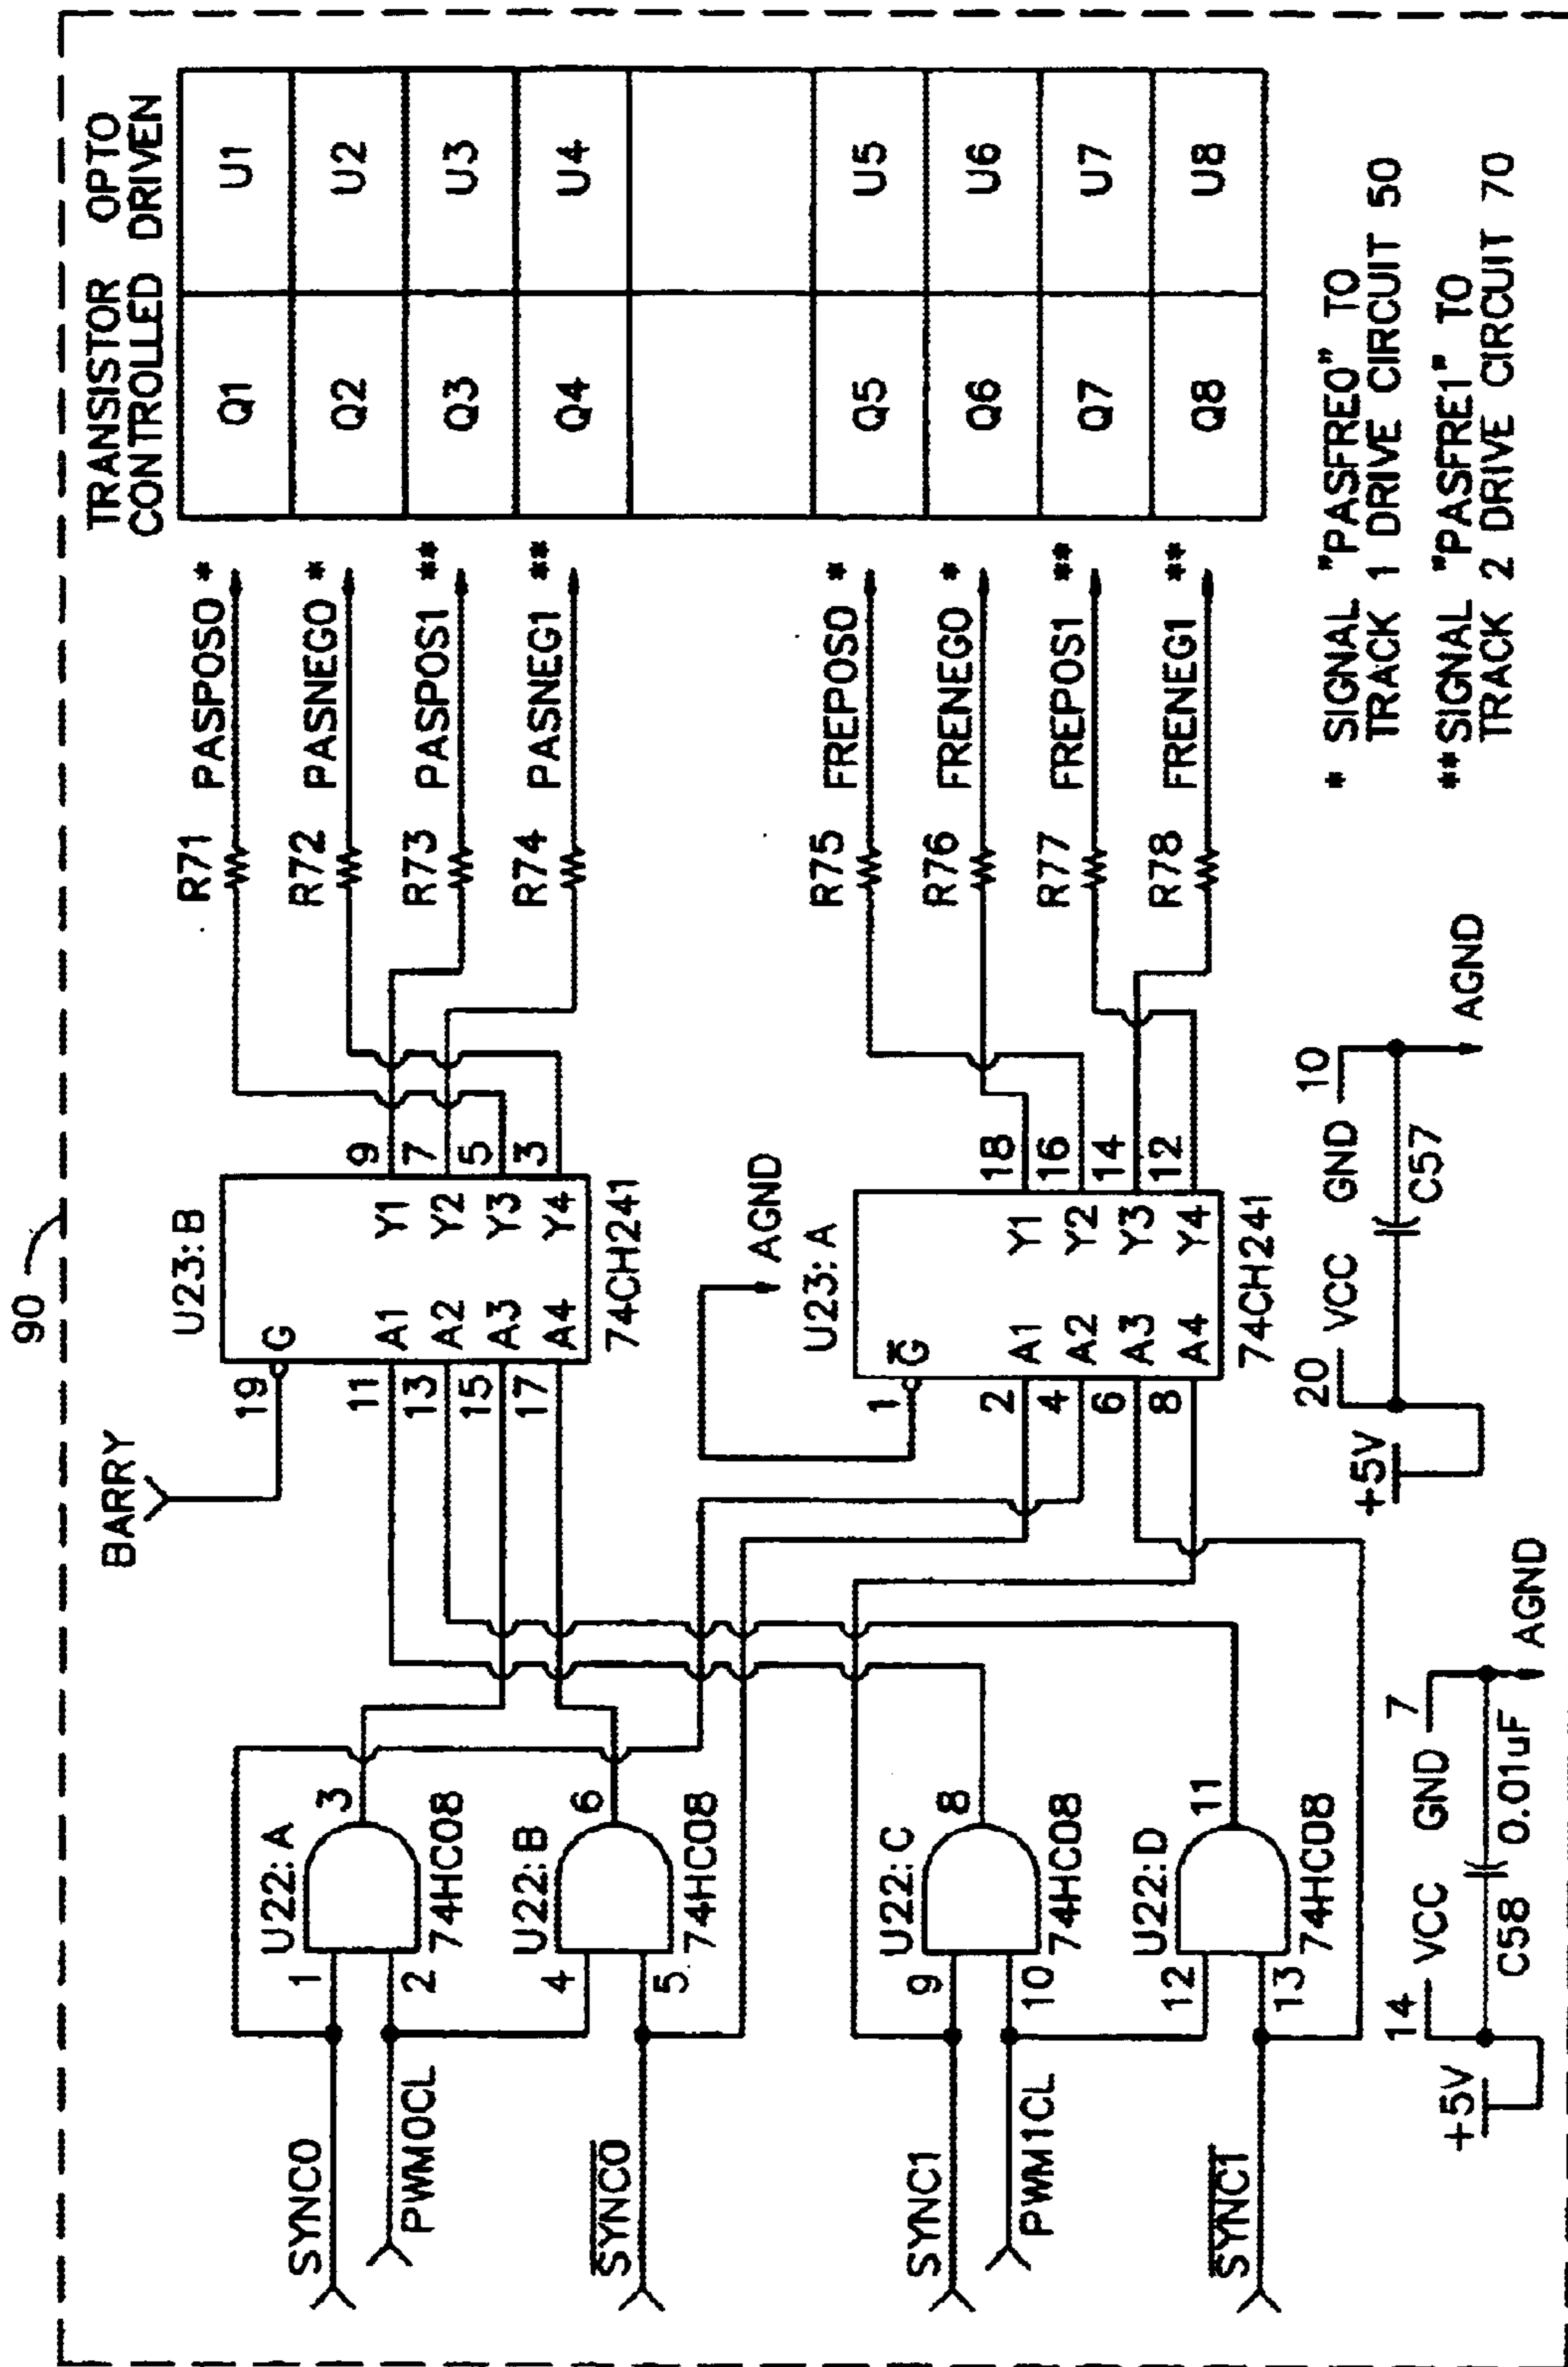 90
TRANSISTOR OPTO
CONTROLLED DRIVEN
Q1 U1
Q2 U2
Q3 U3
Q4 U4
Q5 U5
Q6 U6
Q7 U7
Q8 U8
BARRY
U23:B
19 G
11 A1 Y1 9
13 A2 Y2 7
15 A3 Y3 5
17 A4 Y4 3
74CH241
R71 PASPOS0 *
R72 PASNEG0 *
R73 PASPOS1 **
R74 PASNEG1 **
AGND
U23:A
1 G̅
2 A1 Y1 18
4 A2 Y2 16
6 A3 Y3 14
8 A4 Y4 12
74CH241
R75 FREPOS0 *
R76 FRENEG0 *
R77 FREPOS1 **
R78 FRENEG1 **
SYNC0
PWM0CL
S̅Y̅N̅C̅0̅
SYNC1
PWM1CL
S̅Y̅N̅C̅1̅
U22:A
1
2
3
74HC08
U22:B
4
5
6
74HC08
U22:C
9
10
8
74HC08
U22:D
12
13
11
74HC08
14 VCC GND 7
+5V
C58 0.01uF
AGND
20 VCC GND 10
+5V
C57
AGND
* SIGNAL "PASFRE0" TO
TRACK 1 DRIVE CIRCUIT 50
** SIGNAL "PASFRE1" TO
TRACK 2 DRIVE CIRCUIT 70